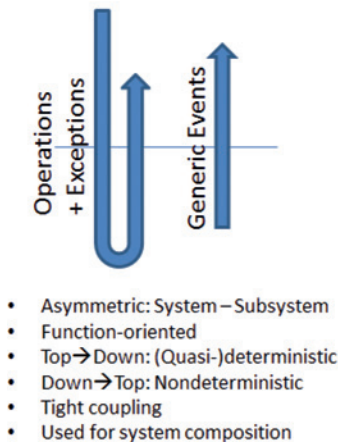 Operations
+ Exceptions
Generic Events
• Asymmetric: System – Subsystem
• Function-oriented
• Top→Down: (Quasi-)deterministic
• Down→Top: Nondeterministic
• Tight coupling
• Used for system composition